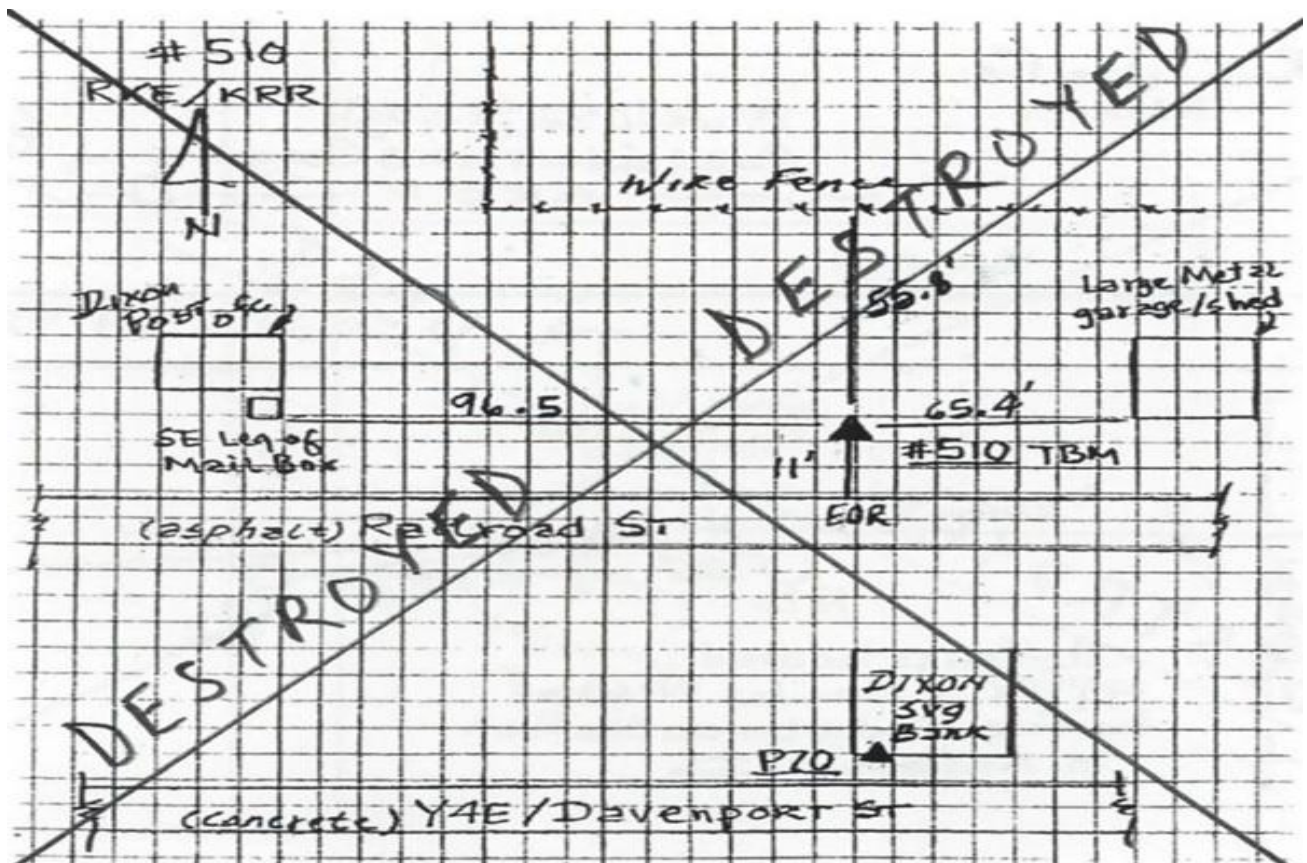 #510
RKE/KRR
N
Wire Fence
DESTROYED
55.8'
Large Metal
garage/shed
Dixon
Post
96.5
65.4'
SE Leg of
Mail Box
#510 TBM
11'
EOR
(asphalt) Railroad ST
DESTROYED
DIXON
svg
Bank
P70
(concrete) Y4E/Davenport ST